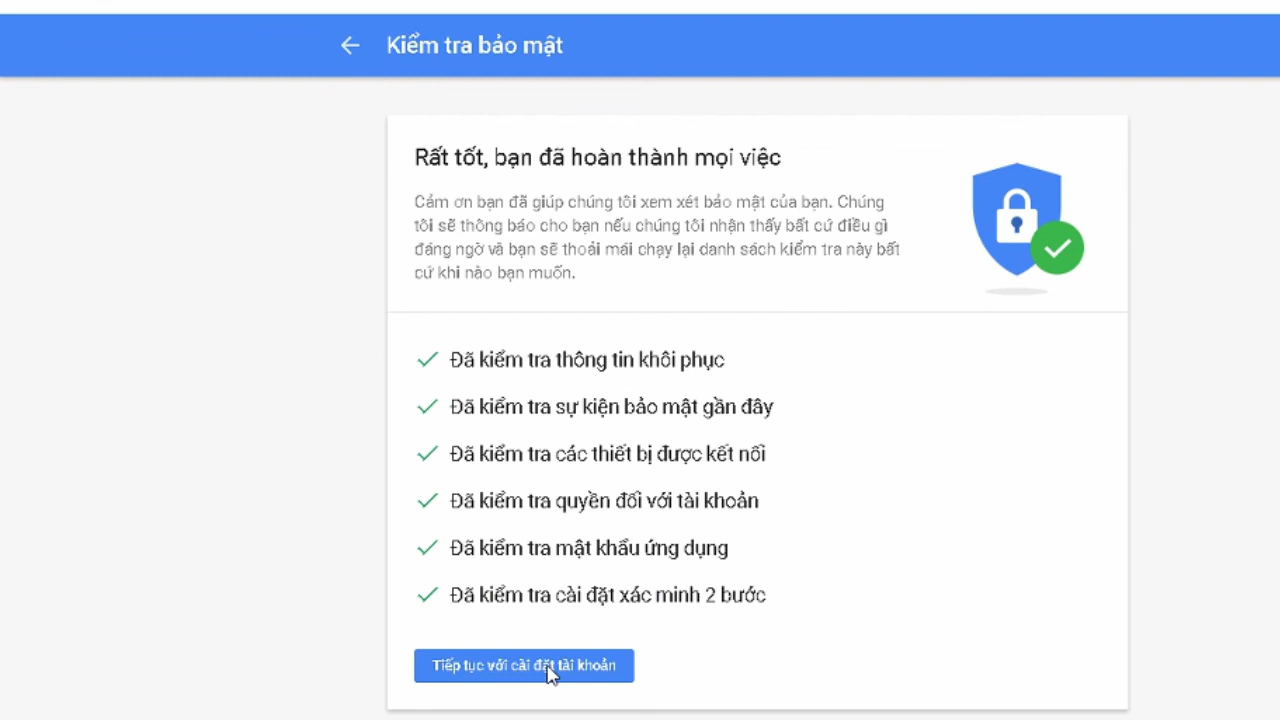 Kiểm tra bảo mật
Rất tốt, bạn đã hoàn thành mọi việc
Cảm ơn bạn đã giúp chúng tôi xem xét bảo mật của bạn. Chúng
tôi sẽ thông báo cho bạn nếu chúng tôi nhận thấy bất cứ điều gì
đáng ngờ và bạn sẽ thoải mái chạy lại danh sách kiểm tra này bất
cứ khi nào bạn muốn.
Đã kiểm tra thông tin khôi phục
Đã kiểm tra sự kiện bảo mật gần đây
Đã kiểm tra các thiết bị được kết nối
Đã kiểm tra quyền đối với tài khoản
Đã kiểm tra mật khẩu ứng dụng
Đã kiểm tra cài đặt xác minh 2 bước
Tiếp tục với cài đặt tài khoản